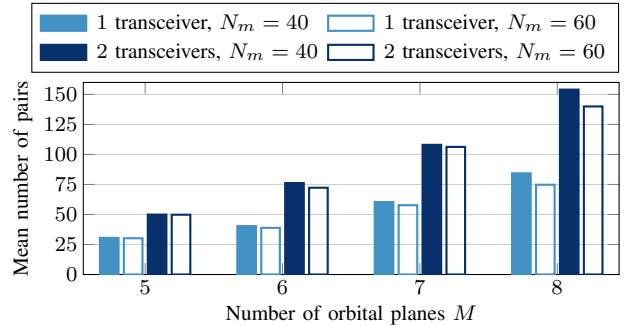 1 transceiver, $N_m = 40$ 1 transceiver, $N_m = 60$
2 transceivers, $N_m = 40$ 2 transceivers, $N_m = 60$
Mean number of pairs
150
125
100
75
50
25
0
5 6 7 8
Number of orbital planes $M$